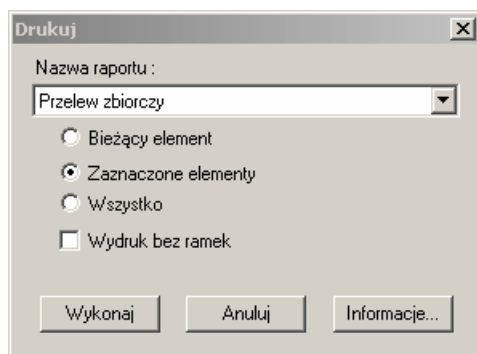 Drukuj
Nazwa raportu :
Przelew zbiorczy
Bieżący element
Zaznaczone elementy
Wszystko
Wydruk bez ramek
Wykonaj Anuluj Informacje...